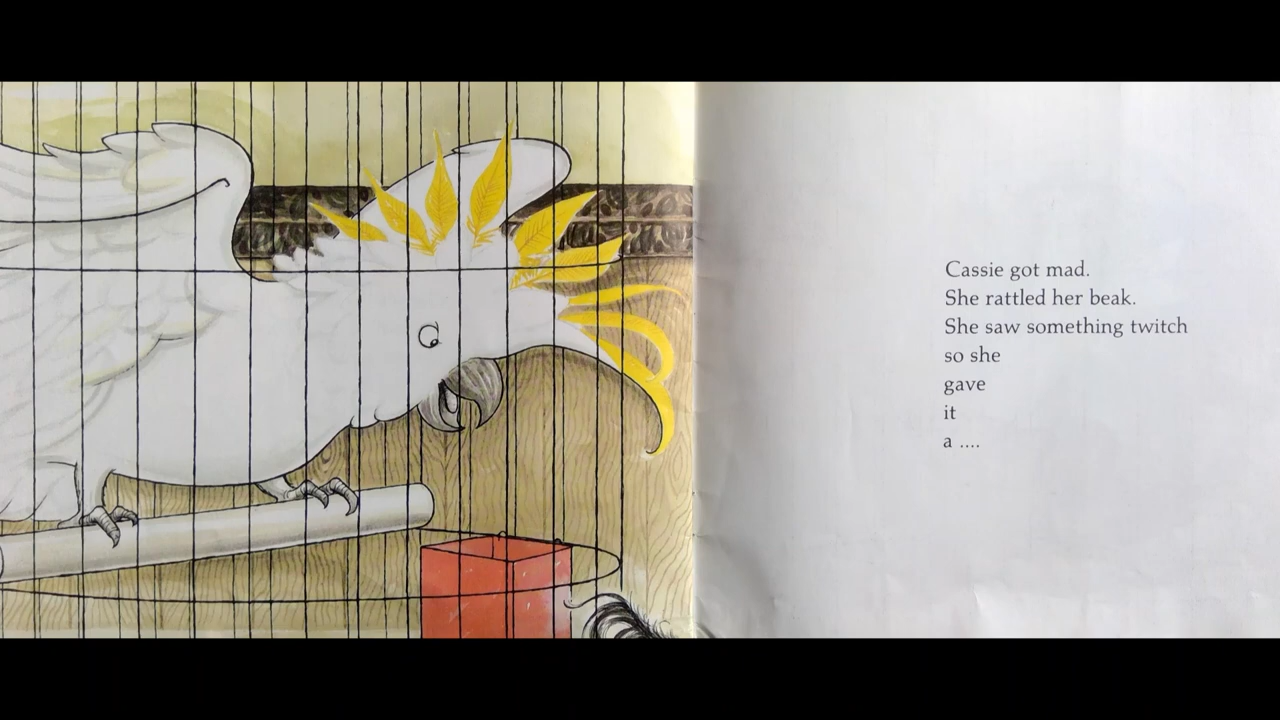 Cassie got mad.
She rattled her beak.
She saw something twitch
so she
gave
it
a ....